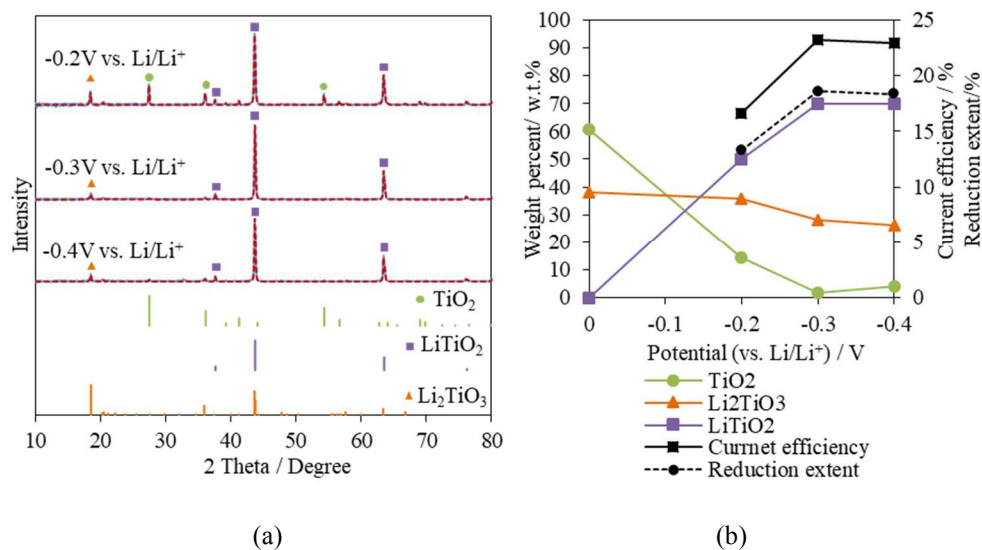 -0.2V vs. Li/Li⁺
-0.3V vs. Li/Li⁺
-0.4V vs. Li/Li⁺
TiO₂
LiTiO₂
Li₂TiO₃
Intensity
10 20 30 40 50 60 70 80
2 Theta / Degree
(a)
Weight percent/ w.t.%
100
90
80
70
60
50
40
30
20
10
0
25
20
15
10
5
0
Current efficiency / %
Reduction extent/%
0 -0.1 -0.2 -0.3 -0.4
Potential (vs. Li/Li⁺) / V
TiO2
Li2TiO3
LiTiO2
Currnet efficiency
Reduction extent
(b)